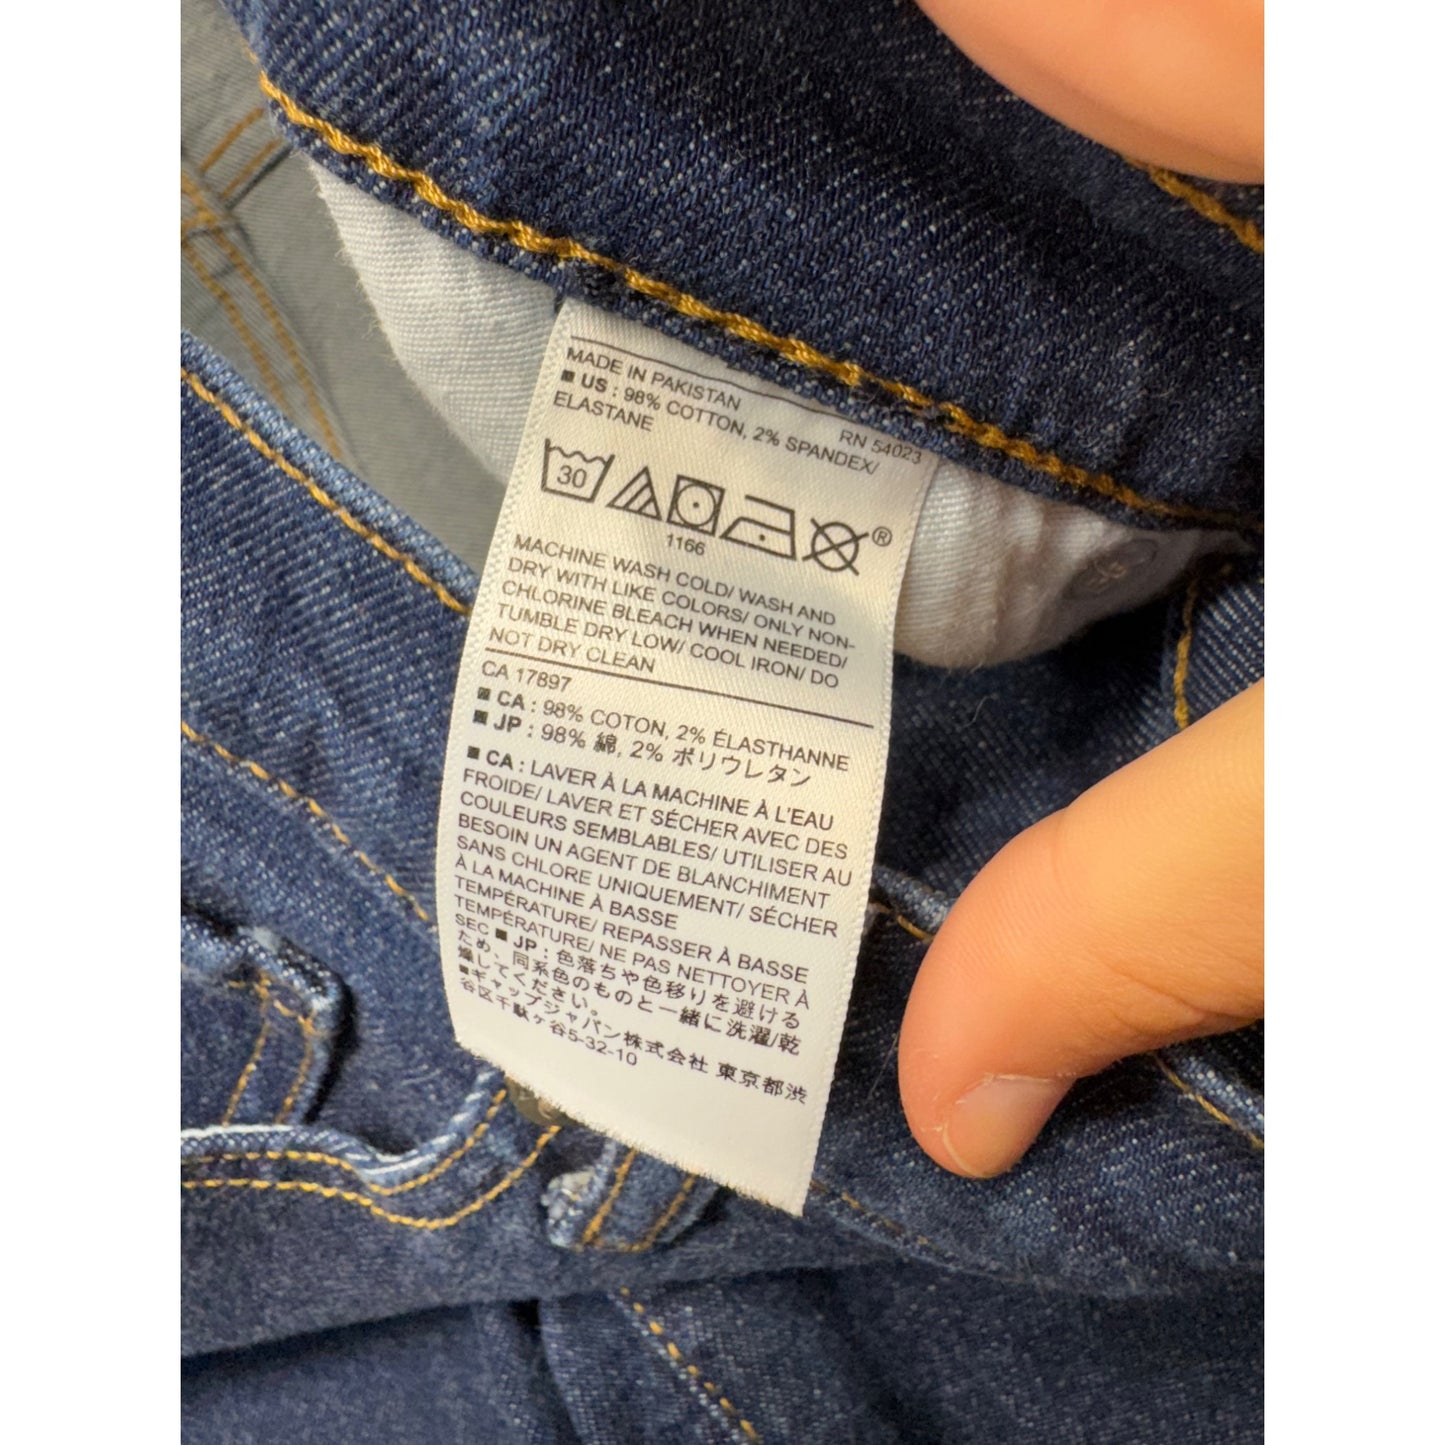 MADE IN PAKISTAN
RN 54023
■ US : 98% COTTON, 2% SPANDEX/
ELASTANE
30
®
1166
MACHINE WASH COLD/ WASH AND
DRY WITH LIKE COLORS/ ONLY NON-
CHLORINE BLEACH WHEN NEEDED/
TUMBLE DRY LOW/ COOL IRON/ DO
NOT DRY CLEAN
CA 17897
■ CA : 98% COTON, 2% ÉLASTHANNE
■ JP : 98% 綿, 2% ポリウレタン
■ CA : LAVER À LA MACHINE À L'EAU
FROIDE/ LAVER ET SÉCHER AVEC DES
COULEURS SEMBLABLES/ UTILISER AU
BESOIN UN AGENT DE BLANCHIMENT
SANS CHLORE UNIQUEMENT/ SÉCHER
À LA MACHINE À BASSE
TEMPÉRATURE/ REPASSER À BASSE
TEMPÉRATURE/ NE PAS NETTOYER À
SEC ■ JP : 色落ちや色移りを避ける
ため、同系色のものと一緒に洗濯/乾
燥してください。
■ギャップジャパン株式会社 東京都渋
谷区千駄ヶ谷5-32-10